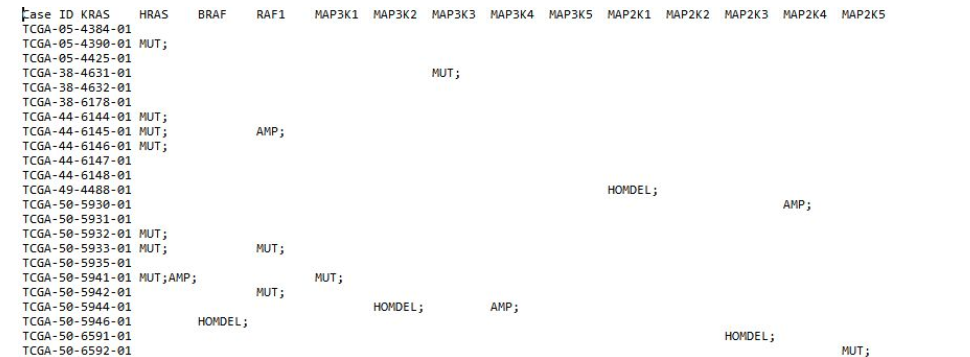 Case ID KRAS HRAS BRAF RAF1 MAP3K1 MAP3K2 MAP3K3 MAP3K4 MAP3K5 MAP2K1 MAP2K2 MAP2K3 MAP2K4 MAP2K5
TCGA-05-4384-01
TCGA-05-4390-01 MUT;
TCGA-05-4425-01
TCGA-38-4631-01 MUT;
TCGA-38-4632-01
TCGA-38-6178-01
TCGA-44-6144-01 MUT;
TCGA-44-6145-01 MUT; AMP;
TCGA-44-6146-01 MUT;
TCGA-44-6147-01
TCGA-44-6148-01
TCGA-49-4488-01 HOMDEL;
TCGA-50-5930-01 AMP;
TCGA-50-5931-01
TCGA-50-5932-01 MUT;
TCGA-50-5933-01 MUT; MUT;
TCGA-50-5935-01
TCGA-50-5941-01 MUT;AMP; MUT;
TCGA-50-5942-01 MUT;
TCGA-50-5944-01 HOMDEL; AMP;
TCGA-50-5946-01 HOMDEL;
TCGA-50-6591-01 HOMDEL;
TCGA-50-6592-01 MUT;